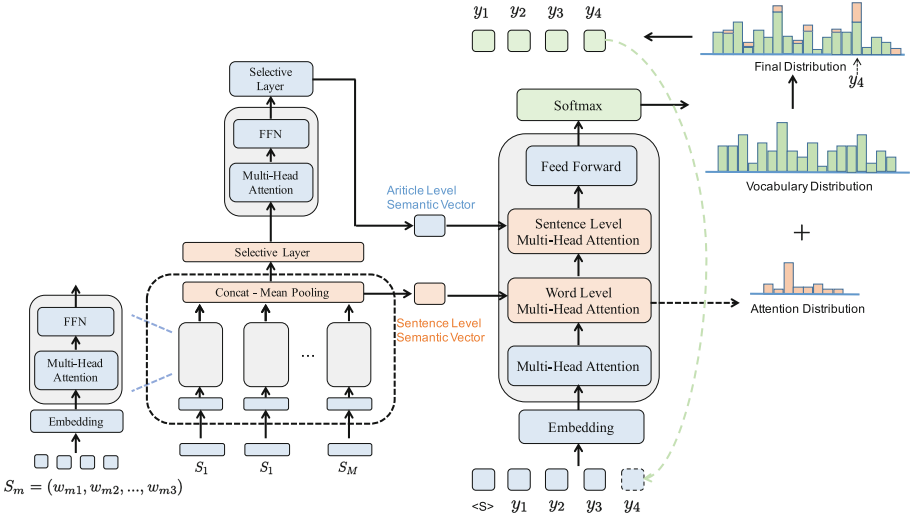 y1 y2 y3 y4
Final Distribution
y4
Selective
Layer
FFN
Multi-Head
Attention
Softmax
Feed Forward
Vocabulary Distribution
Ariticle Level
Semantic Vector
Sentence Level
Multi-Head Attention
+
Selective Layer
Concat - Mean Pooling
Sentence Level
Semantic Vector
Word Level
Multi-Head Attention
Attention Distribution
FFN
Multi-Head
Attention
...
Multi-Head Attention
Embedding
Embedding
S1 S1 SM
Sm = (wm1, wm2, ..., wm3)
<S> y1 y2 y3 y4